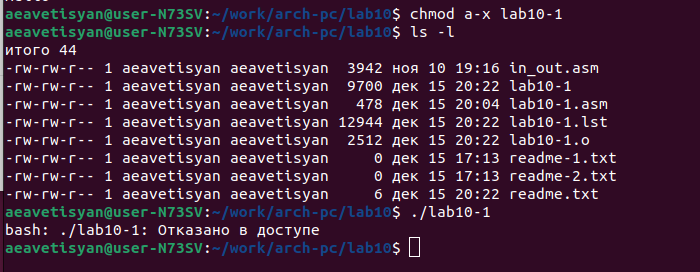 aeavetisyan@user-N73SV:~/work/arch-pc/lab10$ chmod a-x lab10-1
aeavetisyan@user-N73SV:~/work/arch-pc/lab10$ ls -l
итого 44
-rw-rw-r-- 1 aeavetisyan aeavetisyan  3942 ноя 10 19:16 in_out.asm
-rw-rw-r-- 1 aeavetisyan aeavetisyan  9700 дек 15 20:22 lab10-1
-rw-rw-r-- 1 aeavetisyan aeavetisyan   478 дек 15 20:04 lab10-1.asm
-rw-rw-r-- 1 aeavetisyan aeavetisyan 12944 дек 15 20:22 lab10-1.lst
-rw-rw-r-- 1 aeavetisyan aeavetisyan  2512 дек 15 20:22 lab10-1.o
-rw-rw-r-- 1 aeavetisyan aeavetisyan     0 дек 15 17:13 readme-1.txt
-rw-rw-r-- 1 aeavetisyan aeavetisyan     0 дек 15 17:13 readme-2.txt
-rw-rw-r-- 1 aeavetisyan aeavetisyan     6 дек 15 20:22 readme.txt
aeavetisyan@user-N73SV:~/work/arch-pc/lab10$ ./lab10-1
bash: ./lab10-1: Отказано в доступе
aeavetisyan@user-N73SV:~/work/arch-pc/lab10$